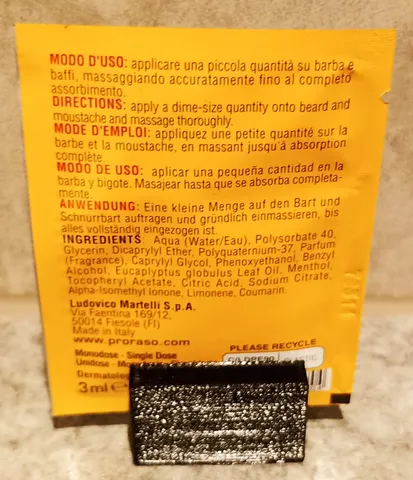 MODO D'USO: applicare una piccola quantità su barba e
baffi, massaggiando accuratamente fino al completo
assorbimento.
DIRECTIONS: apply a dime-size quantity onto beard and
moustache and massage thoroughly.
MODE D'EMPLOI: appliquez une petite quantité sur la
barbe et la moustache, en massant jusqu'à absorption
complète.
MODO DE USO: aplicar una pequeña cantidad en la
barba y bigote. Masajear hasta que se absorba completa-
mente.
ANWENDUNG: Eine kleine Menge auf den Bart und
Schnurrbart auftragen und gründlich einmassieren, bis
alles vollständig eingezogen ist.
INGREDIENTS: Aqua (Water/Eau), Polysorbate 40,
Glycerin, Dicaprylyl Ether, Polyquaternium-37, Parfum
(Fragrance), Caprylyl Glycol, Phenoxyethanol, Benzyl
Alcohol, Eucaplyptus globulus Leaf Oil, Menthol,
Tocopheryl Acetate, Citric Acid, Sodium Citrate,
Alpha-Isomethyl Ionone, Limonene, Coumarin.
Ludovico Martelli S.p.A.
Via Faentina 169/12,
50014 Fiesole (FI)
Made in Italy
www.proraso.com
PLEASE RECYCLE
Monodose - Single Dose
Unidose -
3 ml e